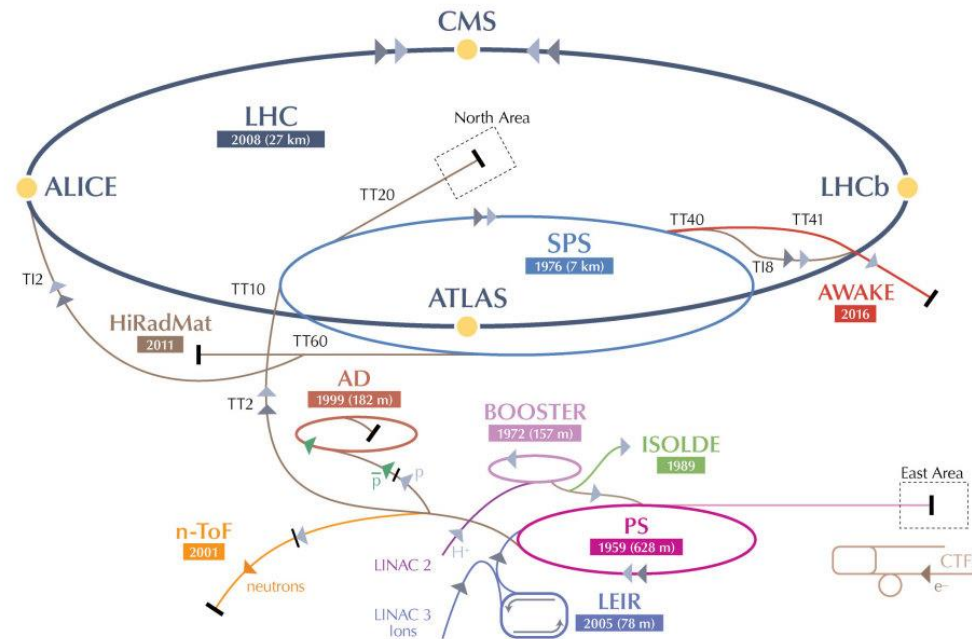 CMS
LHC
2008 (27 km)
North Area
ALICE
TT20
LHCb
TT40
TT41
SPS
1976 (7 km)
TI8
TI2
TT10
ATLAS
AWAKE
2016
HiRadMat
2011
TT60
AD
1999 (182 m)
TT2
BOOSTER
1972 (157 m)
ISOLDE
1989
p
p̅
East Area
n-ToF
2001
PS
1959 (628 m)
H+
LINAC 2
neutrons
CTF
e–
LINAC 3
Ions
LEIR
2005 (78 m)